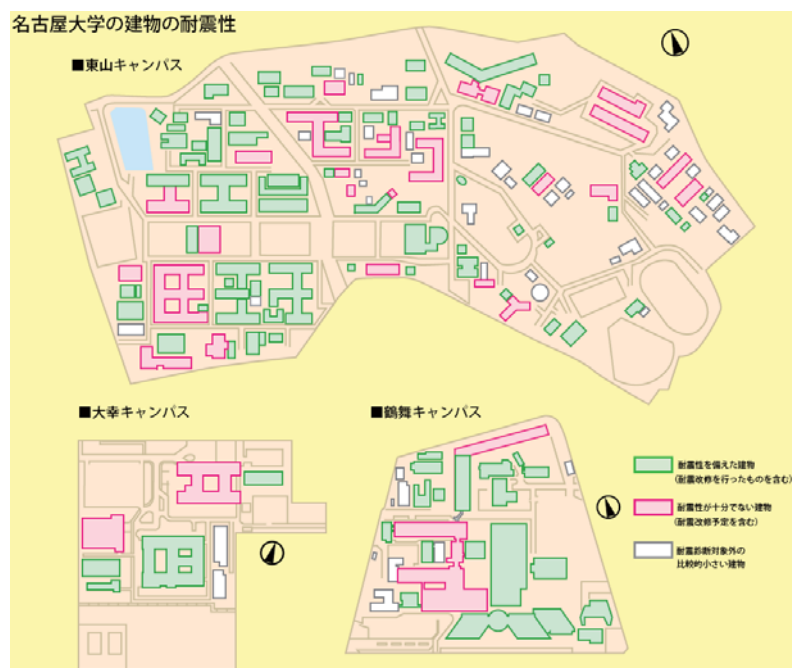 名古屋大学の建物の耐震性
■東山キャンパス
■大幸キャンパス
■鶴舞キャンパス
耐震性を備えた建物
(耐震改修を行ったものを含む)
耐震性が十分でない建物
(耐震改修予定を含む)
耐震診断対象外の
比較的小さい建物